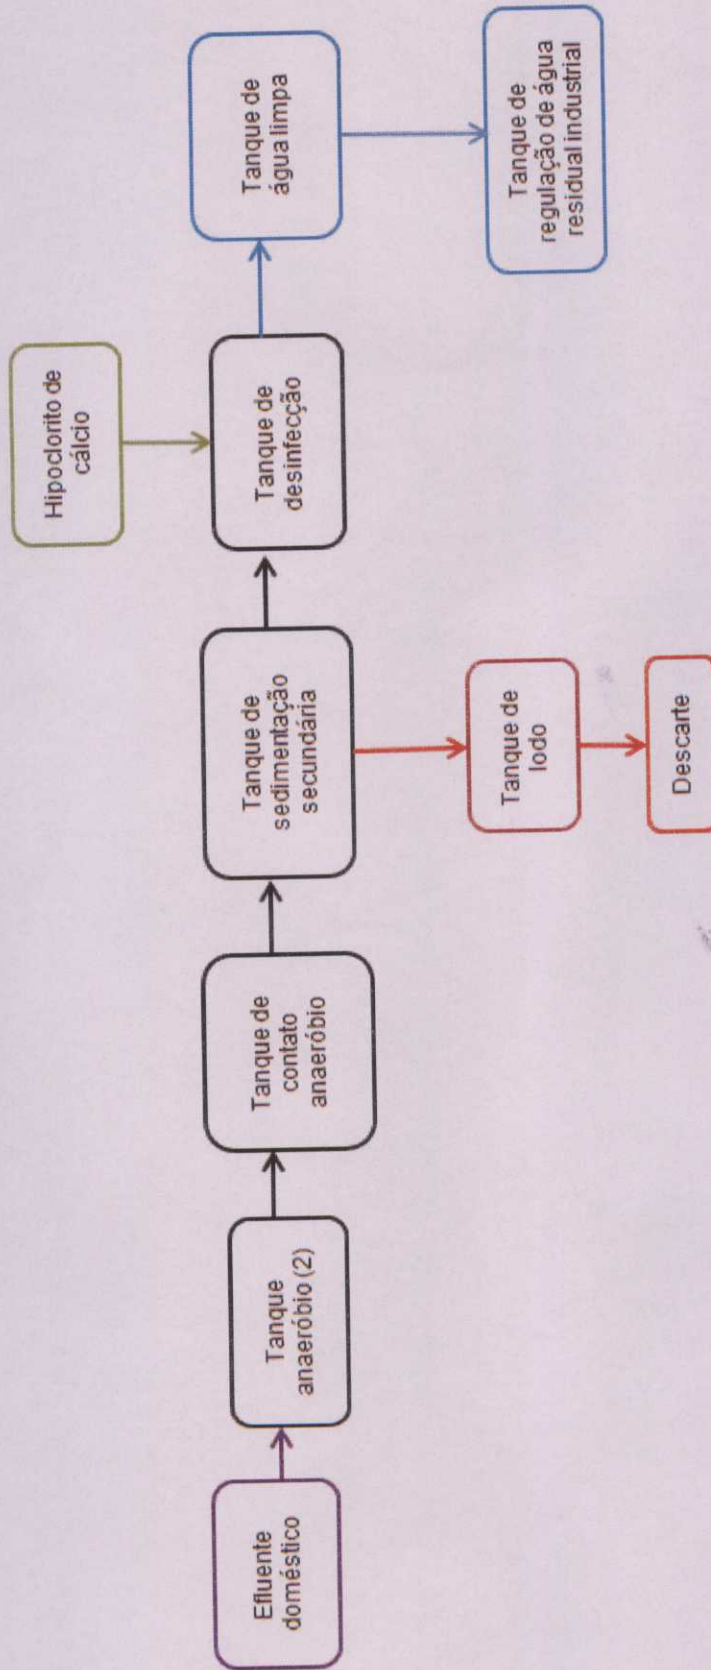 Efluente
doméstico
Tanque
anaeróbio (2)
Tanque de
contato
anaeróbio
Tanque de
sedimentação
secundária
Tanque de
lodo
Descarte
Hipoclorito de
cálcio
Tanque de
desinfecção
Tanque de
água limpa
Tanque de
regulação de água
residual industrial